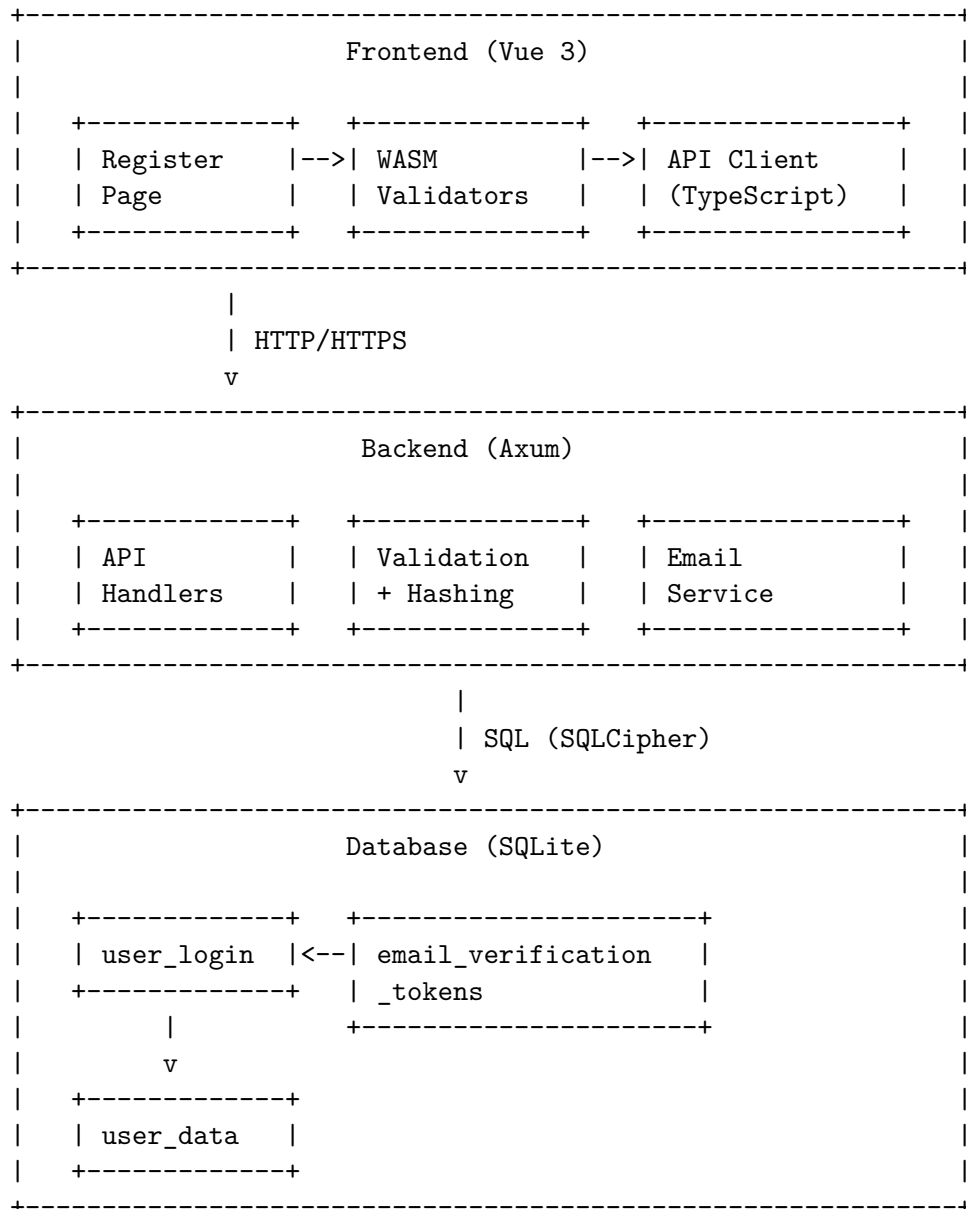 Frontend (Vue 3)
Register Page
WASM Validators
API Client (TypeScript)
HTTP/HTTPS
Backend (Axum)
API Handlers
Validation + Hashing
Email Service
SQL (SQLCipher)
Database (SQLite)
user_login
email_verification
_tokens
user_data